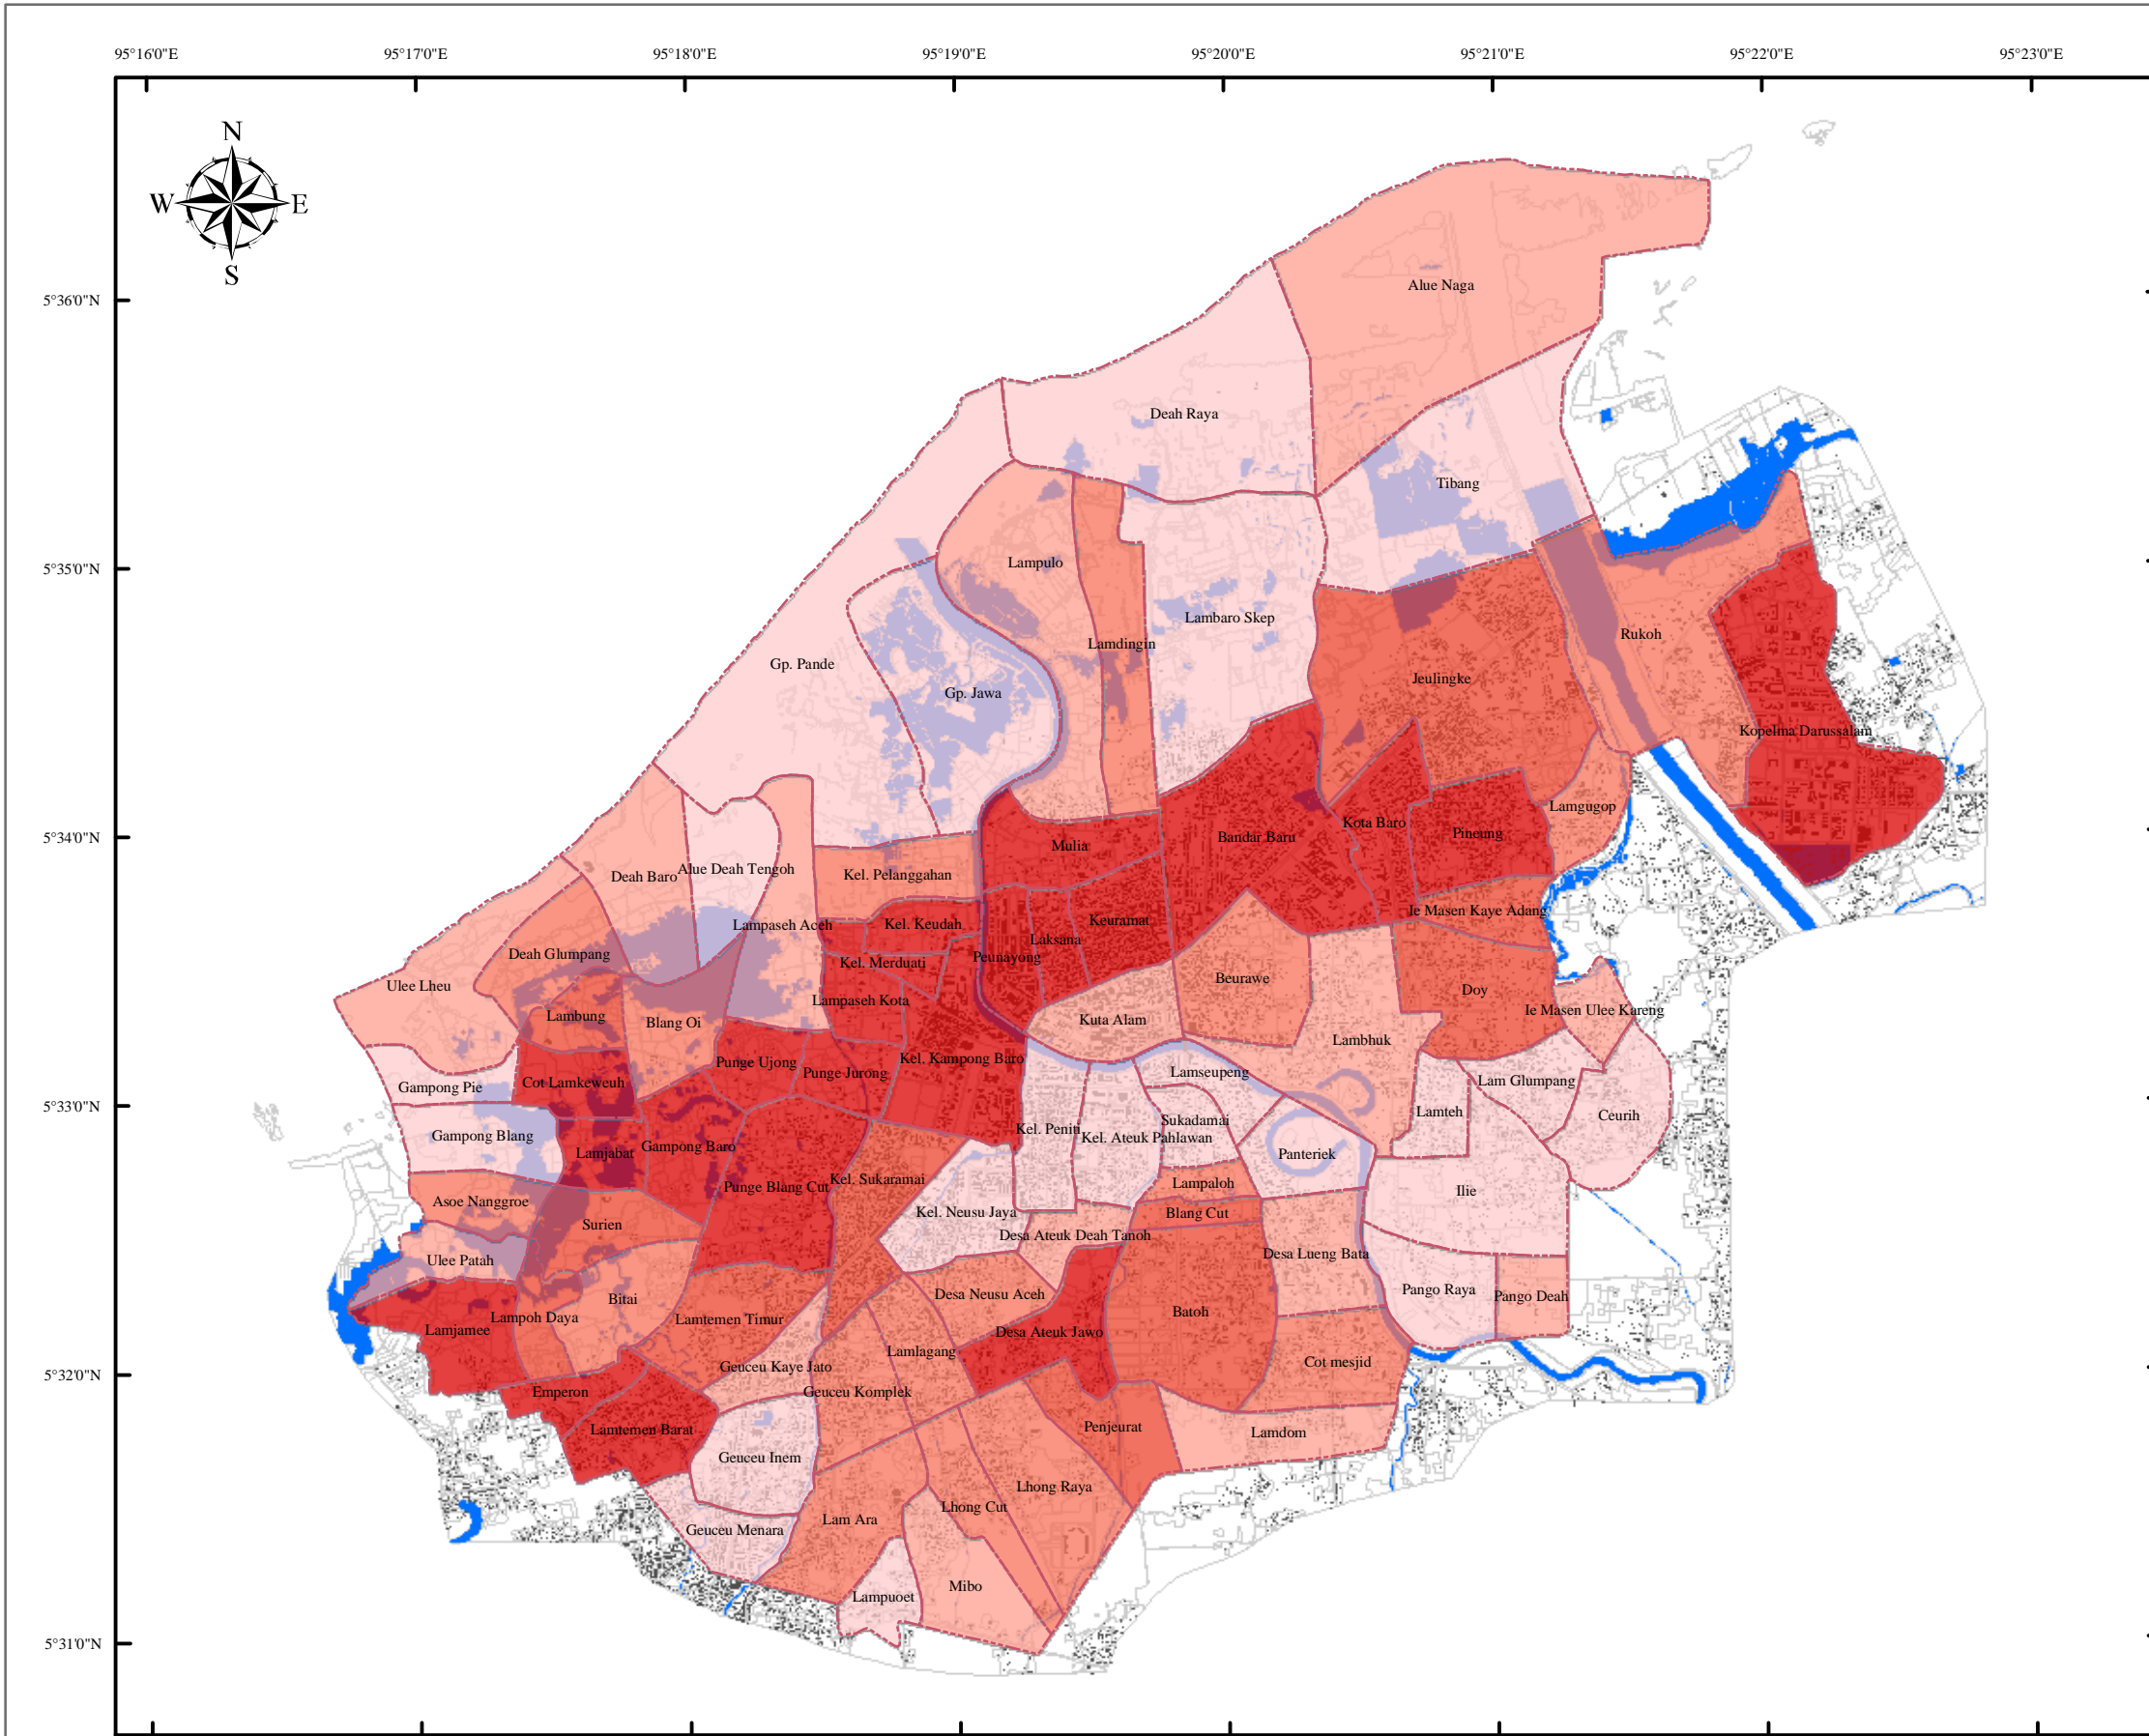 95°16'0"E 95°17'0"E 95°18'0"E 95°19'0"E 95°20'0"E 95°21'0"E 95°22'0"E 95°23'0"E
N
W E
S
5°36'0"N
5°35'0"N
5°34'0"N
5°33'0"N
5°32'0"N
5°31'0"N
Alue Naga
Deah Raya
Tibang
Lampulo
Lambaro Skep
Rukoh
Lamdingin
Gp. Pande
Jeulingke
Gp. Jawa
Kopelma Darussalam
Lamgugop
Kota Baro
Pineung
Bandar Baru
Mulia
Alue Deah Tengoh
Deah Baro
Kel. Pelanggahan
Ie Masen Kaye Adang
Keuramat
Kel. Keudah
Lampaseh Aceh
Laksana
Deah Glumpang
Peunayong
Kel. Merduati
Beurawe
Ulee Lheu
Doy
Lampaseh Kota
Ie Masen Ulee Kareng
Lambung
Kuta Alam
Blang Oi
Lambhuk
Kel. Kampong Baro
Punge Ujong
Punge Jurong
Lamseupeng
Cot Lamkeweuh
Lam Glumpang
Gampong Pie
Lamteh
Ceurih
Sukadamai
Kel. Peniti
Gampong Blang
Kel. Ateuk Pahlawan
Gampong Baro
Lamjabat
Panteriek
Kel. Sukaramai
Lampaloh
Punge Blang Cut
Ilie
Asoe Nanggroe
Kel. Neusu Jaya
Blang Cut
Surien
Desa Ateuk Deah Tanoh
Desa Lueng Bata
Ulee Patah
Pango Raya
Desa Neusu Aceh
Pango Deah
Bitai
Batoh
Lampoh Daya
Lamtemen Timur
Lamjamee
Desa Ateuk Jawo
Lamlagang
Cot mesjid
Geuceu Kaye Jato
Emperon
Geuceu Komplek
Penjeurat
Lamtemen Barat
Lamdom
Geuceu Inem
Lhong Raya
Lhong Cut
Lam Ara
Geuceu Menara
Mibo
Lampuoet